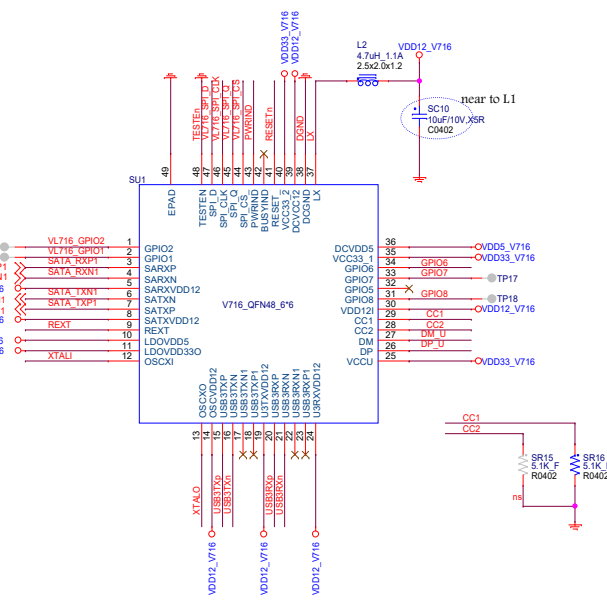 L2
4.7uH_1.1A
2.5x2.0x1.2
VDD12_V716
near to L1
SC10
10uF/10V,X5R
C0402
VDD33_V716
VDD12_V716
TESTEn
VL716_SPI_D
VL716_SPI_CLK
VL716_SPI_Q
VL716_SPI_CS
PWRIND
RESETn
DGND
LX
49
48
47
46
45
44
43
42
41
40
39
38
37
SU1
EPAD
TESTEN
SPI_D
SPI_CLK
SPI_Q
SPI_CS_
PWRIND
BUSYIND
RESET_
VCC33_2
DCVCC12
DCGND
LX
V716_QFN48_6*6
VL716_GPIO2 1 GPIO2
VL716_GPIO1 2 GPIO1
SATA_RXP1 3 SARXP
SATA_RXN1 4 SARXN
5 SARXVDD12
SATA_TXN1 6 SATXN
SATA_TXP1 7 SATXP
8 SATXVDD12
REXT 9 REXT
10 LDOVDD5
11 LDOVDD33O
XTALI 12 OSCXI
DCVDD5 36 VDD5_V716
VCC33_1 35 VDD33_V716
GPIO6 34 GPIO6
GPIO7 33 GPIO7 TP17
GPIO5 32
GPIO8 31 GPIO8 TP18
VDD12I 30 VDD12_V716
CC1 29 CC1
CC2 28 CC2
DM 27 DM_U
DP 26 DP_U
VCCU 25 VDD33_V716
OSCXO
OSCVDD12
USB3TXP
USB3TXN
USB3TXN1
USB3TXP1
U3TXVDD12
USB3RXP
USB3RXN
USB3RXN1
USB3RXP1
U3RXVDD12
13
14
15
16
17
18
19
20
21
22
23
24
XTALO
USB3TXp
USB3TXn
USB3RXp
USB3RXn
VDD12_V716
VDD12_V716
VDD12_V716
CC1
CC2
SR15
5.1K_F
R0402
ns
SR16
5.1K_
R0402